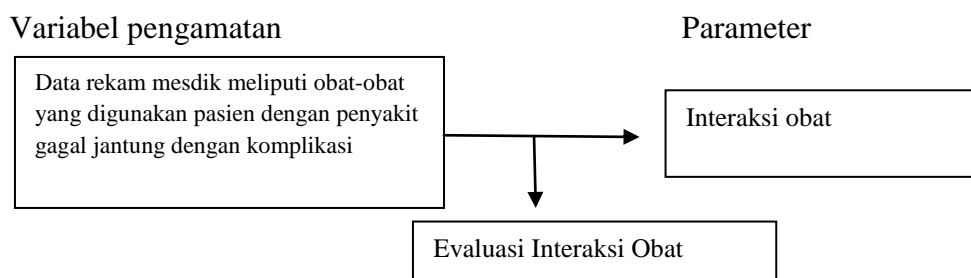 Variabel pengamatan
Parameter
Data rekam mesdik meliputi obat-obat
yang digunakan pasien dengan penyakit
gagal jantung dengan komplikasi
Interaksi obat
Evaluasi Interaksi Obat